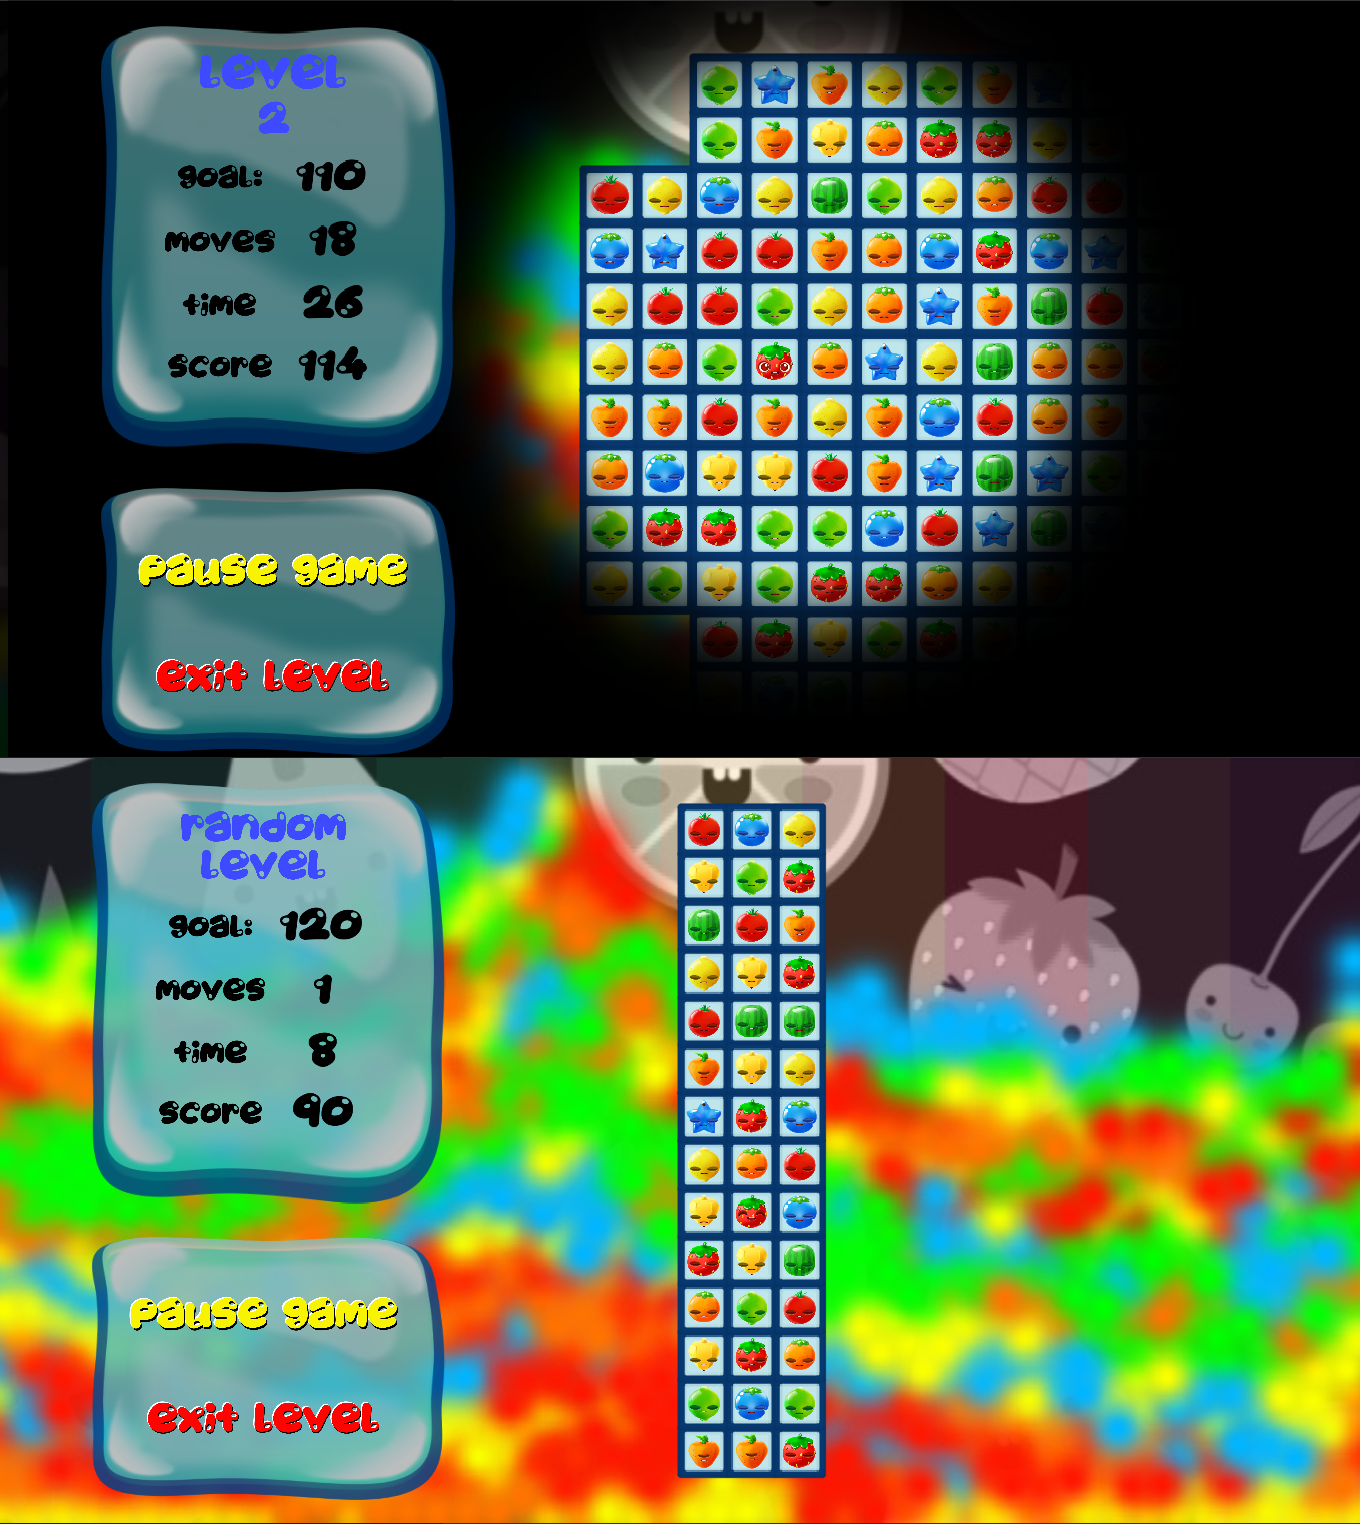 Level
2
goal: 110
moves 18
time 26
score 114
pause game
exit level
random
level
goal: 120
moves 1
time 8
score 90
pause game
exit level